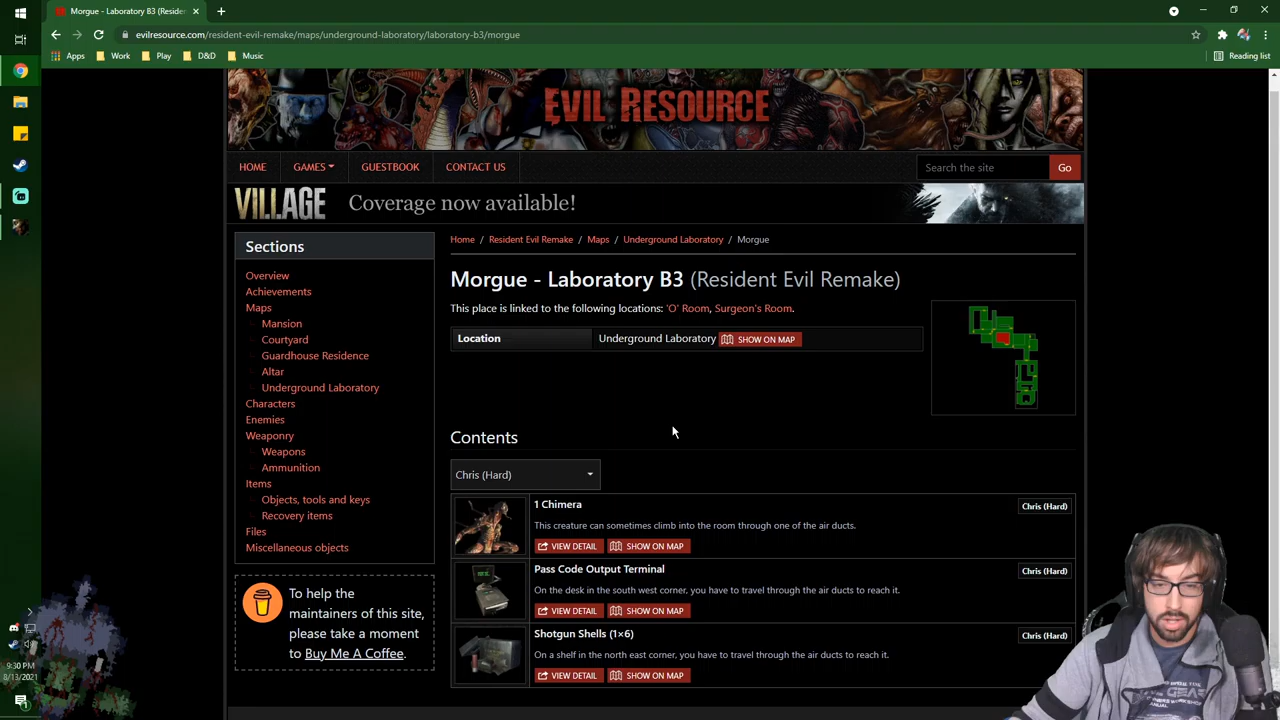 Morgue - Laboratory B3 (Reside
evilresource.com/resident-evil-remake/maps/underground-laboratory/laboratory-b3/morgue
Apps Work Play D&D Music Reading list
EVIL RESOURCE
HOME GAMES GUESTBOOK CONTACT US Search the site Go
VILLAGE Coverage now available!
Sections
Overview
Achievements
Maps
Mansion
Courtyard
Guardhouse Residence
Altar
Underground Laboratory
Characters
Enemies
Weaponry
Weapons
Ammunition
Items
Objects, tools and keys
Recovery items
Files
Miscellaneous objects
To help the
maintainers of this site,
please take a moment
to Buy Me A Coffee.
Home / Resident Evil Remake / Maps / Underground Laboratory / Morgue
Morgue - Laboratory B3 (Resident Evil Remake)
This place is linked to the following locations: 'O' Room, Surgeon's Room.
Location Underground Laboratory SHOW ON MAP
Contents
Chris (Hard)
1 Chimera Chris (Hard)
This creature can sometimes climb into the room through one of the air ducts.
VIEW DETAIL SHOW ON MAP
Pass Code Output Terminal Chris (Hard)
On the desk in the south west corner, you have to travel through the air ducts to reach it.
VIEW DETAIL SHOW ON MAP
Shotgun Shells (1×6) Chris (Hard)
On a shelf in the north east corner, you have to travel through the air ducts to reach it.
VIEW DETAIL SHOW ON MAP
9:30 PM
8/13/2021